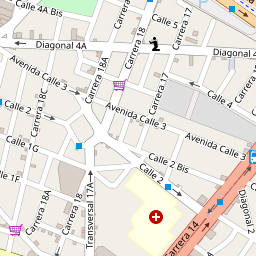 Calle 4A Bis
Calle 5
Carrera 18
Carrera 17
Diagonal 4A
Diagonal 4
Carrera 18A
Avenida Calle 3
Calle 4
Carrera 18C
Calle 2
Avenida Calle 3
Carrera 17
Avenida Calle 3
Calle 1G
Calle 2 Bis
Calle 2
Calle 1F
Carrera 18A
Transversal 17A
Carrera 14
Diagonal 2